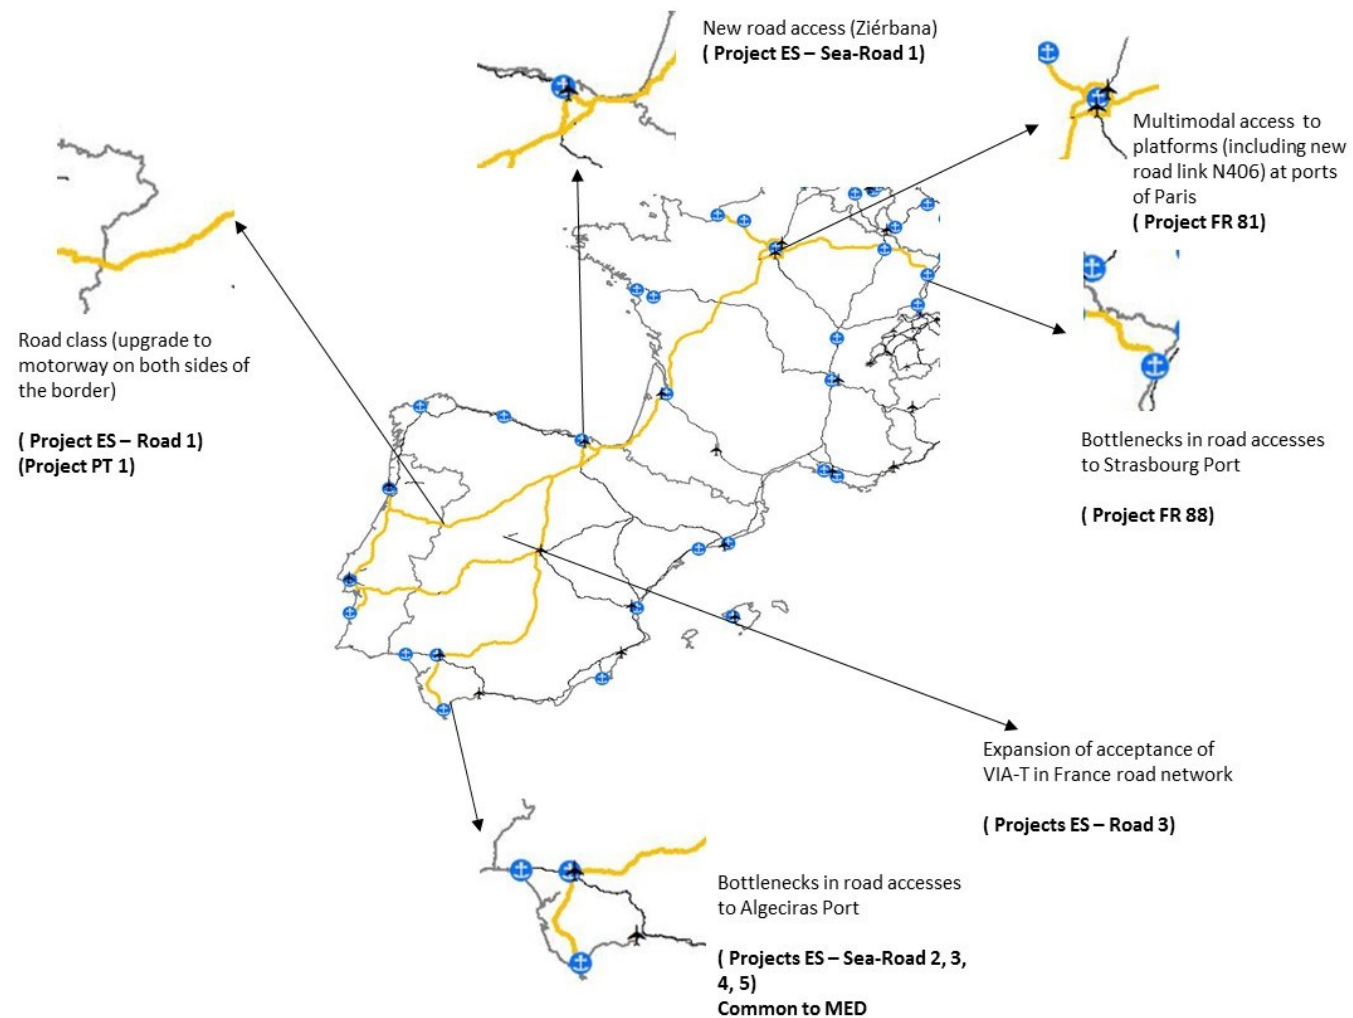 New road access (Ziérbana)
( Project ES – Sea-Road 1)
Multimodal access to
platforms (including new
road link N406) at ports
of Paris
( Project FR 81)
Road class (upgrade to
motorway on both sides of
the border)
( Project ES – Road 1)
(Project PT 1)
Bottlenecks in road accesses
to Strasbourg Port
( Project FR 88)
Expansion of acceptance of
VIA-T in France road network
( Projects ES – Road 3)
Bottlenecks in road accesses
to Algeciras Port
( Projects ES – Sea-Road 2, 3,
4, 5)
Common to MED